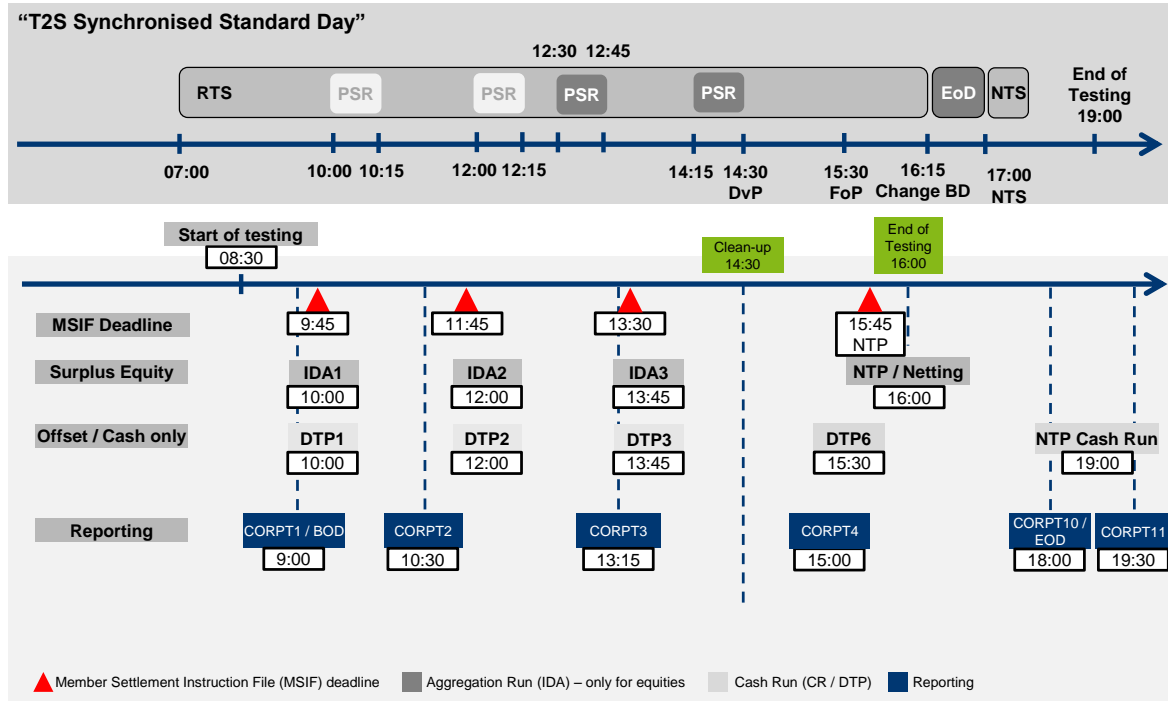 “T2S Synchronised Standard Day”
12:30 12:45
RTS
PSR
PSR
PSR
PSR
EoD
NTS
End of
Testing
19:00
07:00
10:00 10:15
12:00 12:15
14:15 14:30
DvP
15:30
FoP
16:15
Change BD
17:00
NTS
Start of testing
08:30
Clean-up
14:30
End of
Testing
16:00
MSIF Deadline
9:45
11:45
13:30
15:45
NTP
Surplus Equity
IDA1
10:00
IDA2
12:00
IDA3
13:45
NTP / Netting
16:00
Offset / Cash only
DTP1
10:00
DTP2
12:00
DTP3
13:45
DTP6
15:30
NTP Cash Run
19:00
Reporting
CORPT1 / BOD
9:00
CORPT2
10:30
CORPT3
13:15
CORPT4
15:00
CORPT10 /
EOD
18:00
CORPT11
19:30
Member Settlement Instruction File (MSIF) deadline
Aggregation Run (IDA) – only for equities
Cash Run (CR / DTP)
Reporting